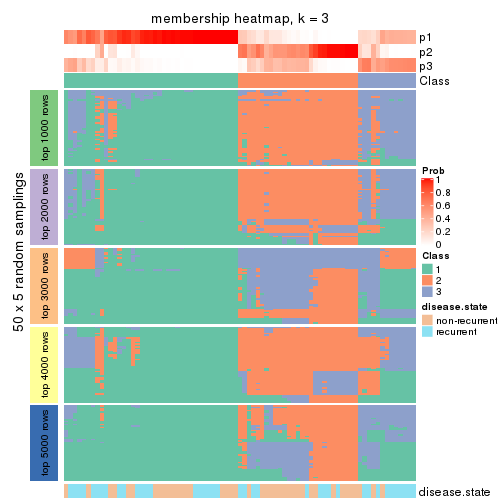 membership heatmap, k = 3
p1
p2
p3
Class
50 x 5 random samplings
top 1000 rows
top 2000 rows
top 3000 rows
top 4000 rows
top 5000 rows
Prob
1
0.8
0.6
0.4
0.2
0
Class
1
2
3
disease.state
non-recurrent
recurrent
disease.state